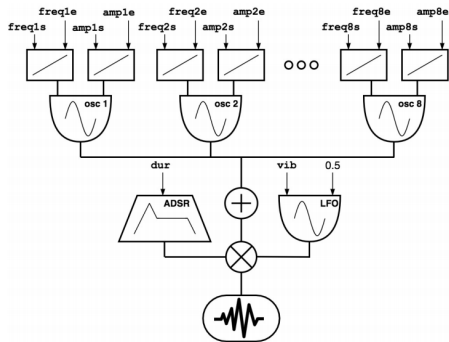 freq1e amp1e freq2e amp2e freq8e amp8e
freq1s amp1s freq2s amp2s freq8s amp8s
osc 1 osc 2 osc 8
dur vib 0.5
ADSR LFO